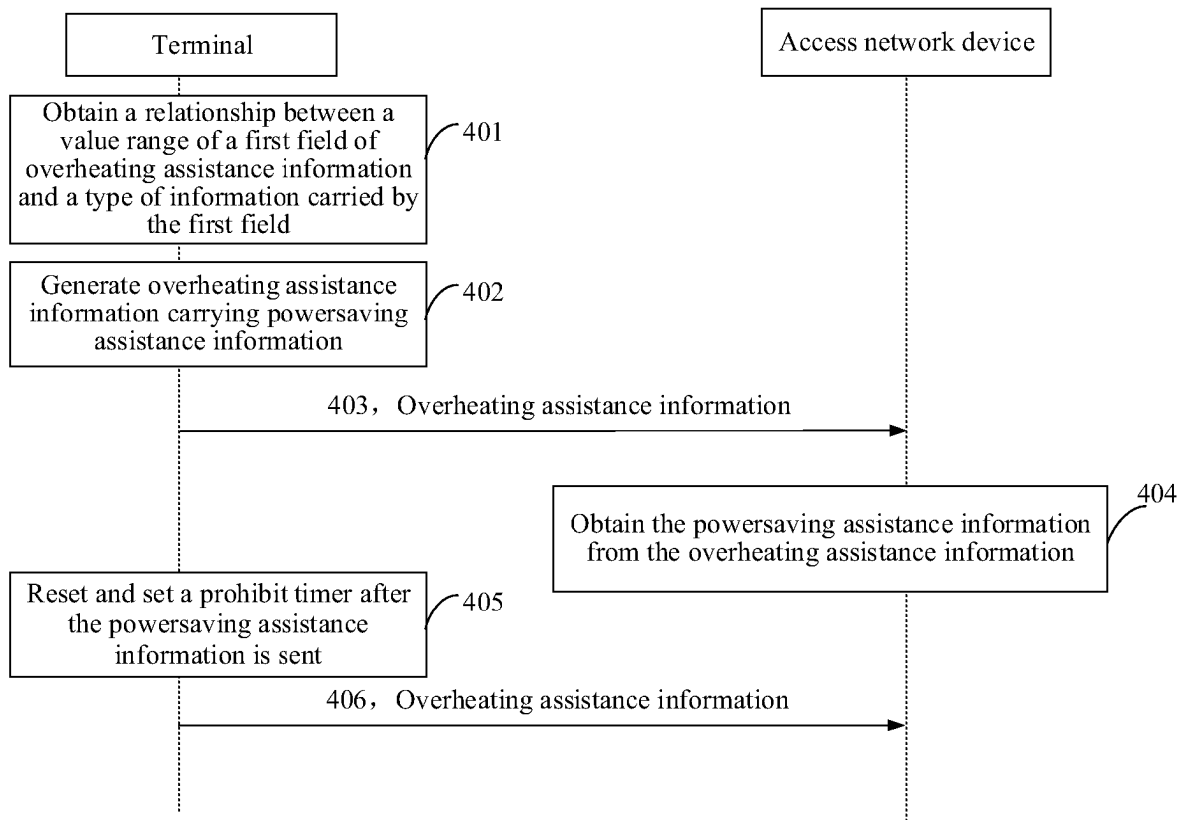 Terminal
Access network device
Obtain a relationship between a
value range of a first field of
overheating assistance information
and a type of information carried by
the first field
401
Generate overheating assistance
information carrying powersaving
assistance information
402
403，Overheating assistance information
Obtain the powersaving assistance information
from the overheating assistance information
404
Reset and set a prohibit timer after
the powersaving assistance
information is sent
405
406，Overheating assistance information